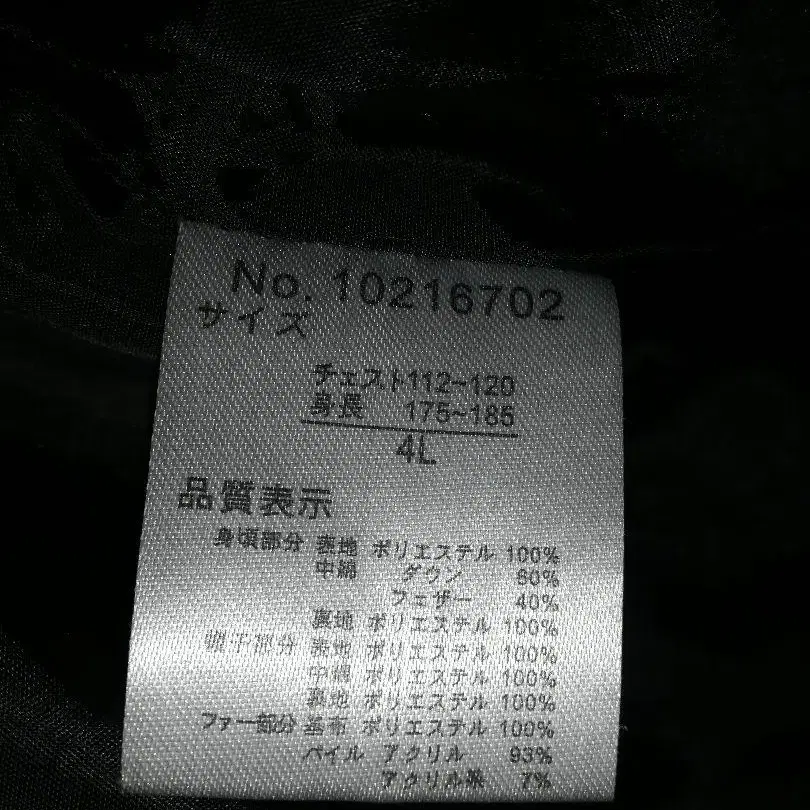 No. 10216702
サイズ
チェスト112~120
身長 175~185
4L
品質表示
身頃部分 表地 ポリエステル 100%
中綿 ダウン 60%
フェザー 40%
裏地 ポリエステル 100%
帽子部分 表地 ポリエステル 100%
中綿 ポリエステル 100%
裏地 ポリエステル 100%
ファー部分 基布 ポリエステル 100%
パイル アクリル 93%
アクリル系 7%